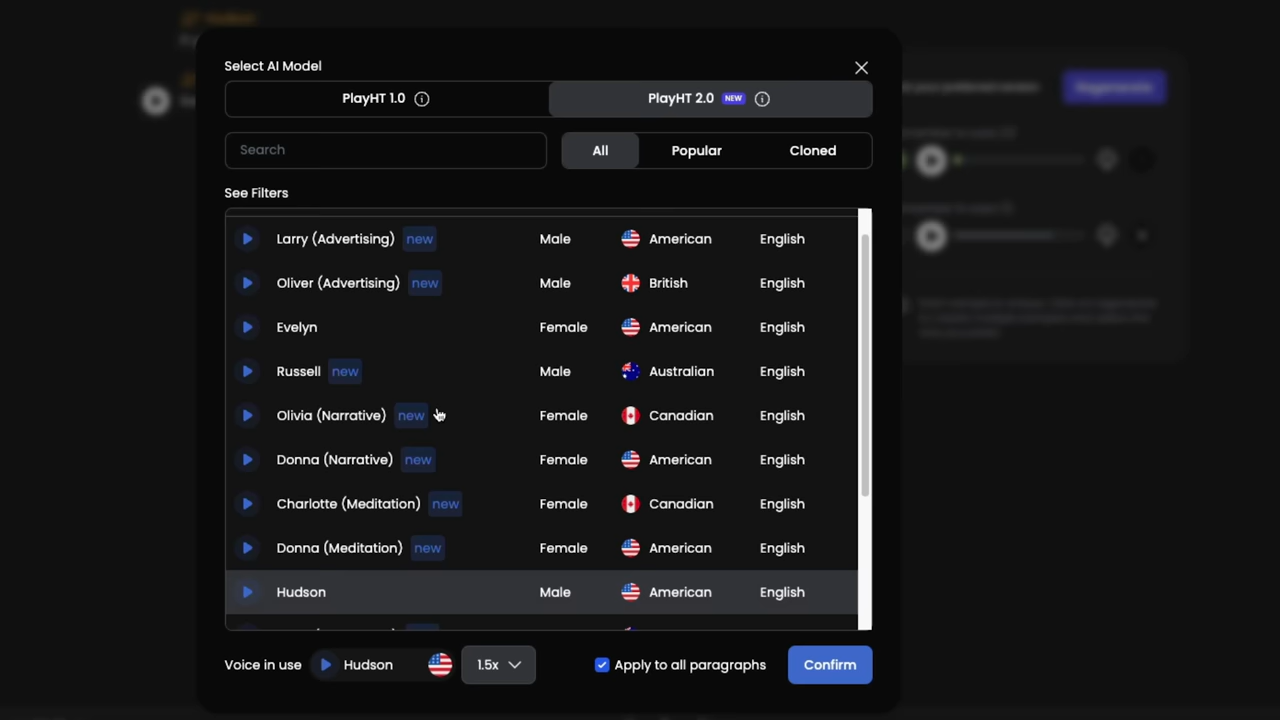 Select AI Model
PlayHT 1.0
PlayHT 2.0 NEW
Search
All Popular Cloned
See Filters
Larry (Advertising) new Male American English
Oliver (Advertising) new Male British English
Evelyn Female American English
Russell new Male Australian English
Olivia (Narrative) new Female Canadian English
Donna (Narrative) new Female American English
Charlotte (Meditation) new Female Canadian English
Donna (Meditation) new Female American English
Hudson Male American English
Voice in use Hudson 1.5x Apply to all paragraphs Confirm
Regenerate